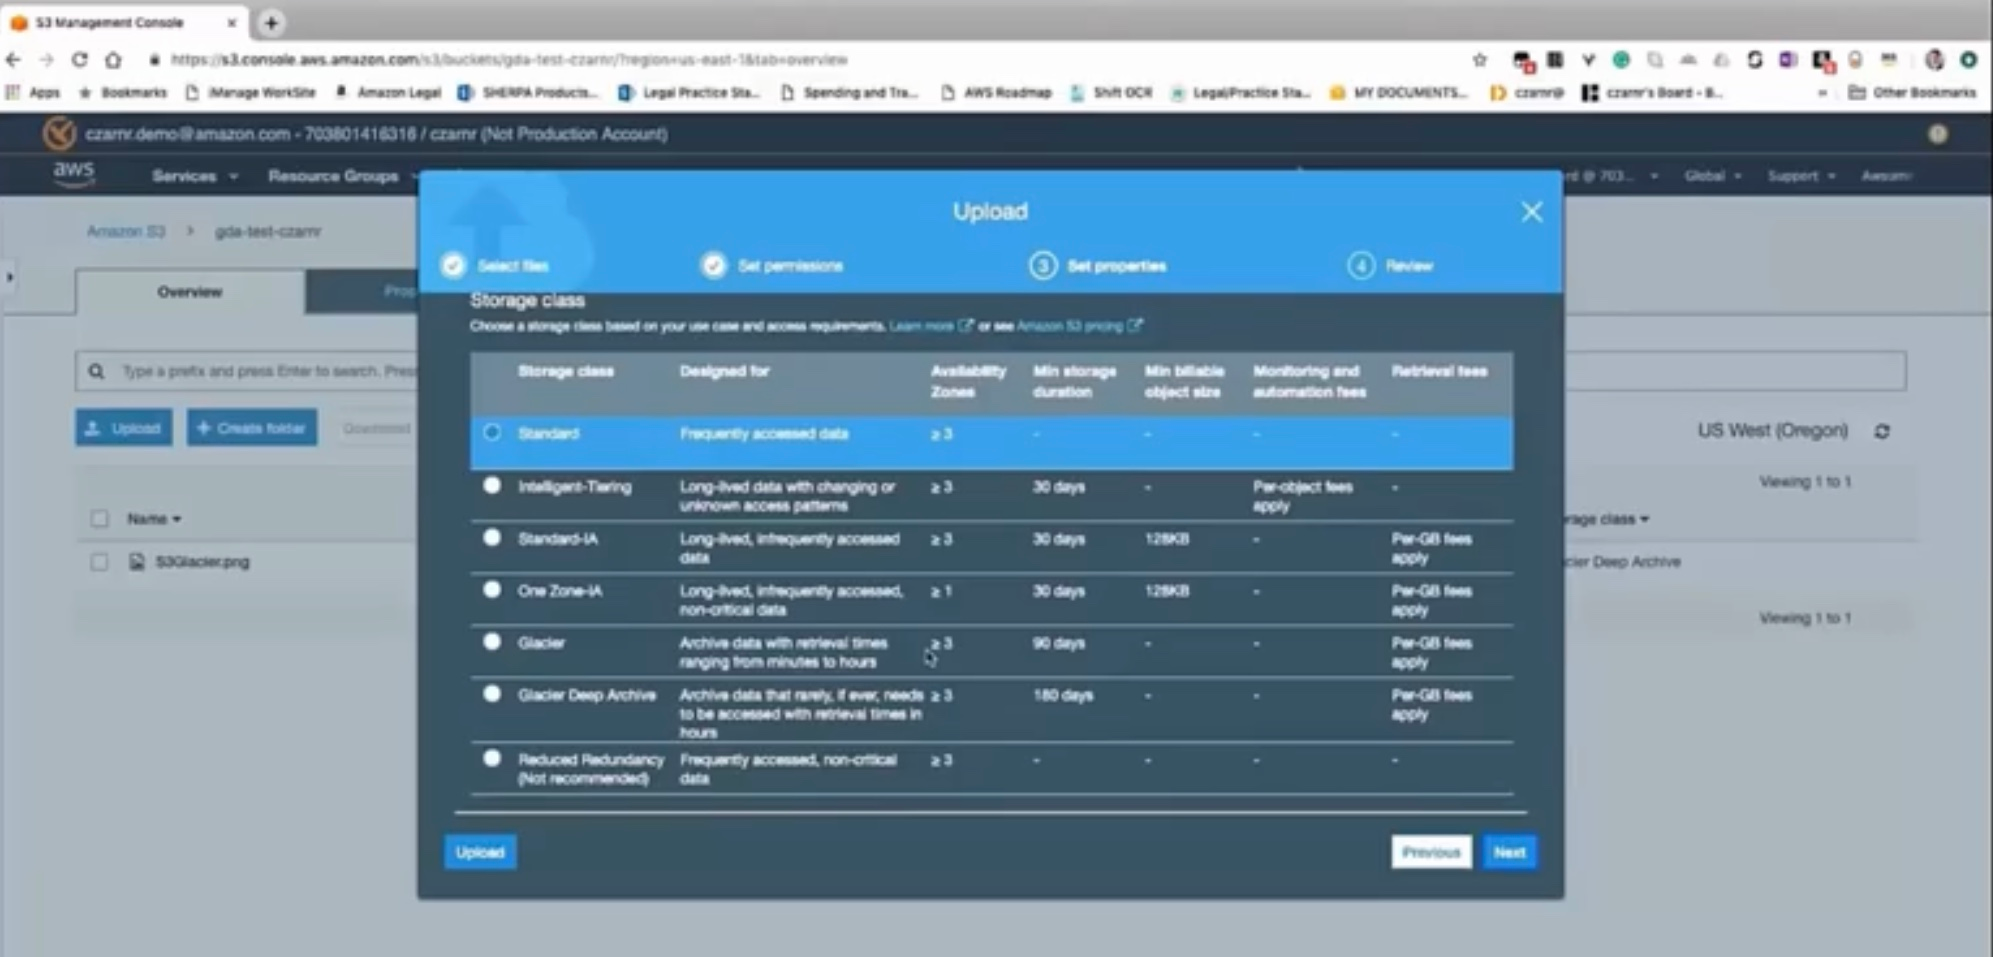 S3 Management Console
https://s3.console.aws.amazon.com/s3/buckets/gda-test-czarnr/?region=us-east-1&tab=overview
Apps Bookmarks iManage WorkSite Amazon Legal SHERPA Products... Legal Practice Sta... Spending and Tra... AWS Roadmap Shift OCR Legal/Practice Sta... MY DOCUMENTS... czarnr@ czarnr's Board - B... » Other Bookmarks
czarnr.demo@amazon.com - 703801416316 / czarnr (Not Production Account)
aws Services Resource Groups rd @ 703... Global Support
Upload
Amazon S3 > gda-test-czarnr
Select files Set permissions 3 Set properties 4 Review
Overview Prop
Storage class
Choose a storage class based on your use case and access requirements. Learn more or see Amazon S3 pricing
Type a prefix and press Enter to search. Press
Storage class Designed for Availability Zones Min storage duration Min billable object size Monitoring and automation fees Retrieval fees
Upload + Create folder Download
US West (Oregon)
Standard Frequently accessed data ≥ 3 - - - -
Viewing 1 to 1
Intelligent-Tiering Long-lived data with changing or unknown access patterns ≥ 3 30 days - Per-object fees apply -
Name
rage class
Standard-IA Long-lived, infrequently accessed data ≥ 3 30 days 128KB - Per-GB fees apply
S3Glacier.png
cier Deep Archive
One Zone-IA Long-lived, infrequently accessed, non-critical data ≥ 1 30 days 128KB - Per-GB fees apply
Viewing 1 to 1
Glacier Archive data with retrieval times ranging from minutes to hours ≥ 3 90 days - - Per-GB fees apply
Glacier Deep Archive Archive data that rarely, if ever, needs to be accessed with retrieval times in hours ≥ 3 180 days - - Per-GB fees apply
Reduced Redundancy (Not recommended) Frequently accessed, non-critical data ≥ 3 - - - -
Upload Previous Next